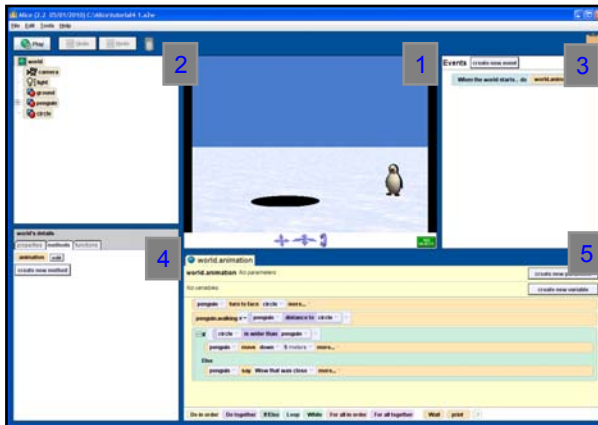 Alice (2.2 05/01/2010) C:\Alice\tutorial4-1.a2w
File Edit Tools Help
Play Undo Redo
world
camera
light
ground
penguin
circle
2
1
Events create new event
3
When the world starts, do world.anim
world's details
properties methods functions
animation edit
create new method
4
world.animation
5
world.animation No parameters
create new
No variables
create new variable
penguin turn to face circle more...
penguin.walking penguin distance to circle
If circle is wider than penguin
penguin move down 5 meters more...
Else
penguin say Wow that was close more...
Do in order Do together If/Else Loop While For all in order For all together Wait print